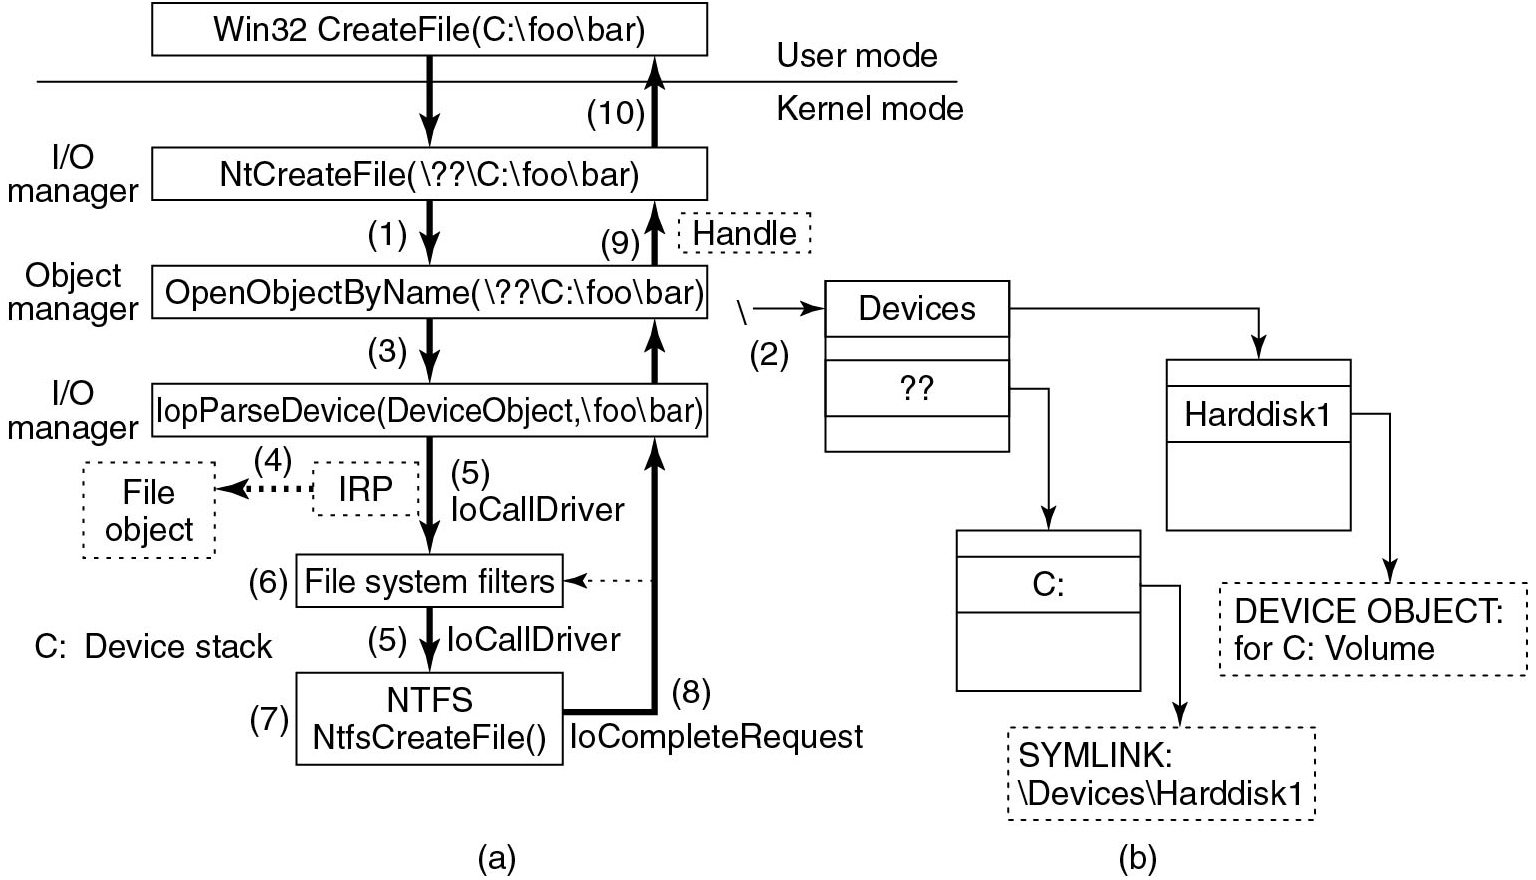 Win32 CreateFile(C:\foo\bar)
User mode
Kernel mode
(10)
I/O
manager
NtCreateFile(\??\C:\foo\bar)
(1)
(9)
Handle
Object
manager
OpenObjectByName(\??\C:\foo\bar)
\
(2)
Devices
??
(3)
I/O
manager
IopParseDevice(DeviceObject,\foo\bar)
Harddisk1
(4)
File
object
IRP
(5)
IoCallDriver
(6)
File system filters
C:
DEVICE OBJECT:
for C: Volume
C: Device stack
(5)
IoCallDriver
(7)
NTFS
NtfsCreateFile()
(8)
IoCompleteRequest
SYMLINK:
\Devices\Harddisk1
(a)
(b)